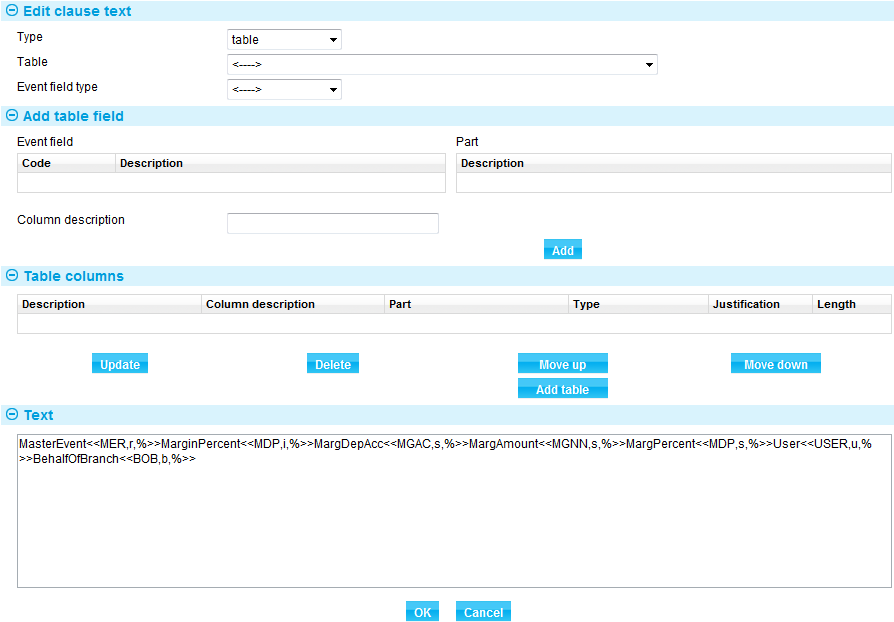 Edit clause text
Type table
Table <---->
Event field type <---->
Add table field
Event field Part
Code Description Description
Column description
Add
Table columns
Description Column description Part Type Justification Length
Update Delete Move up Move down
Add table
Text
MasterEvent<<MER,r,%>>MarginPercent<<MDP,i,%>>MargDepAcc<<MGAC,s,%>>MargAmount<<MGNN,s,%>>MargPercent<<MDP,s,%>>User<<USER,u,%
>>BehalfOfBranch<<BOB,b,%>>
OK Cancel